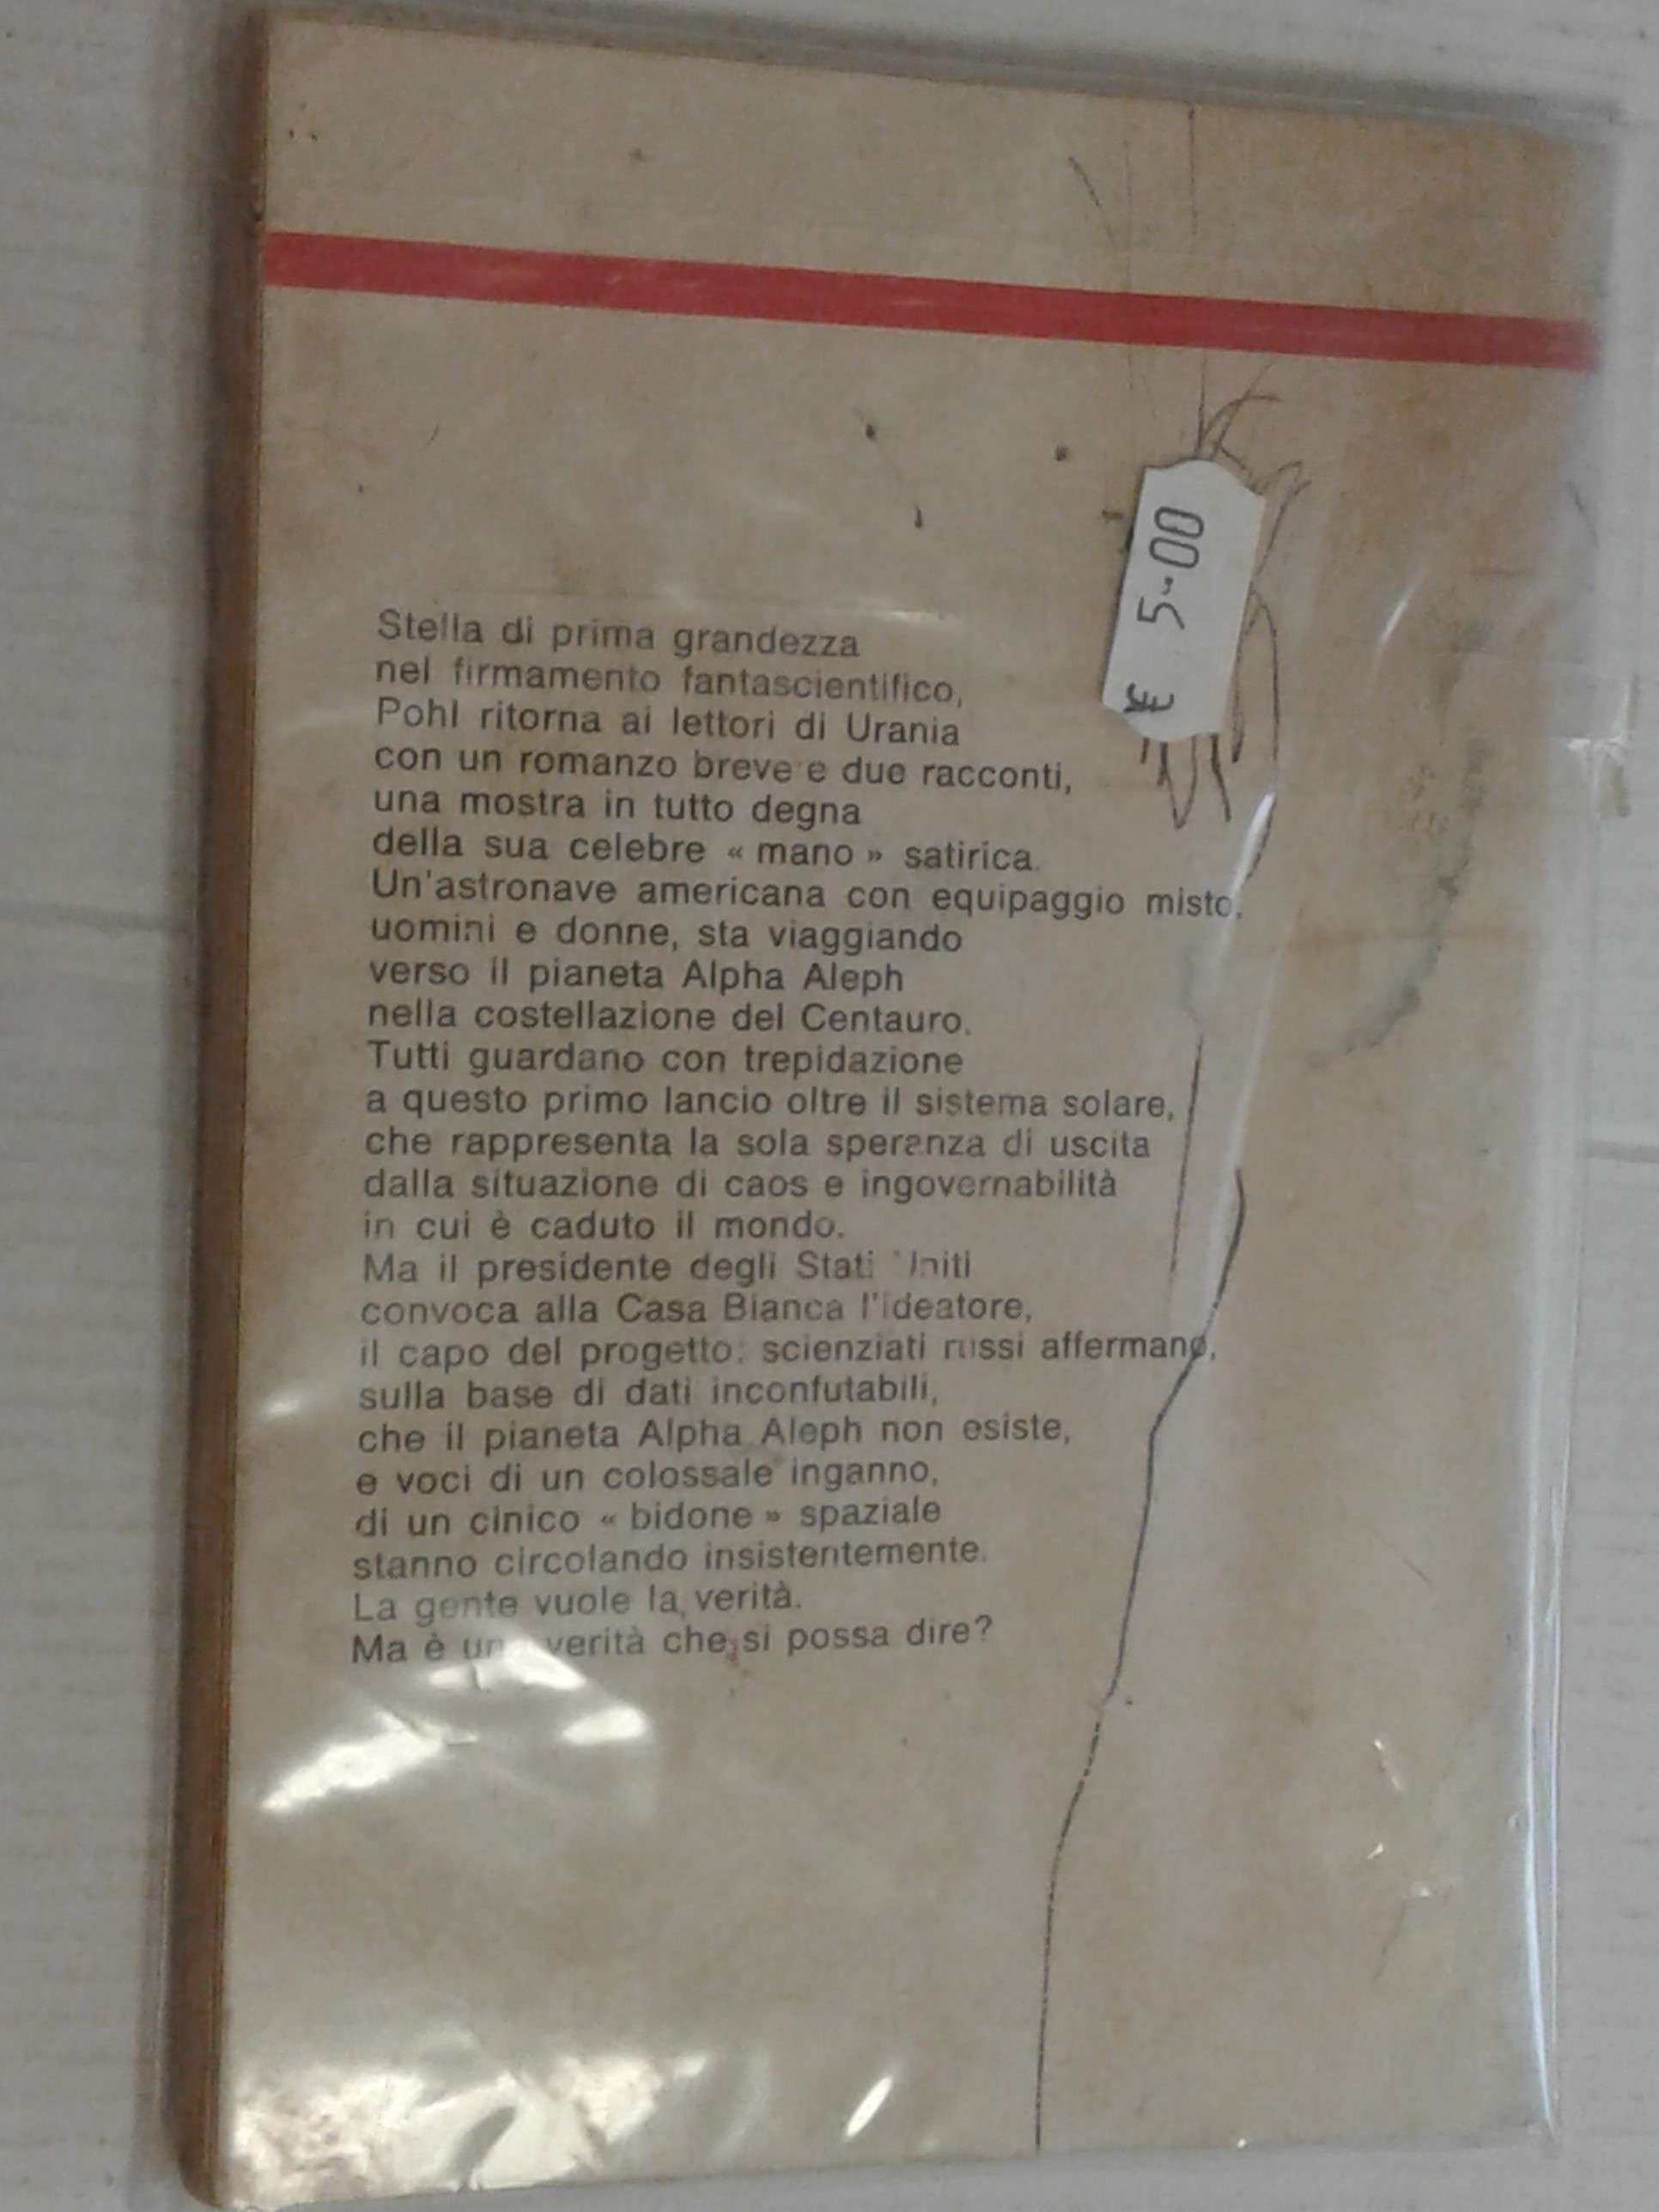 € 5-00
Stella di prima grandezza
nel firmamento fantascientifico,
Pohl ritorna ai lettori di Urania
con un romanzo breve e due racconti,
una mostra in tutto degna
della sua celebre « mano » satirica.
Un'astronave americana con equipaggio misto,
uomini e donne, sta viaggiando
verso il pianeta Alpha Aleph
nella costellazione del Centauro.
Tutti guardano con trepidazione
a questo primo lancio oltre il sistema solare,
che rappresenta la sola speranza di uscita
dalla situazione di caos e ingovernabilità
in cui è caduto il mondo.
Ma il presidente degli Stati Uniti
convoca alla Casa Bianca l'ideatore,
il capo del progetto: scienziati russi affermano,
sulla base di dati inconfutabili,
che il pianeta Alpha Aleph non esiste,
e voci di un colossale inganno,
di un cinico « bidone » spaziale
stanno circolando insistentemente.
La gente vuole la verità.
Ma è una verità che si possa dire?